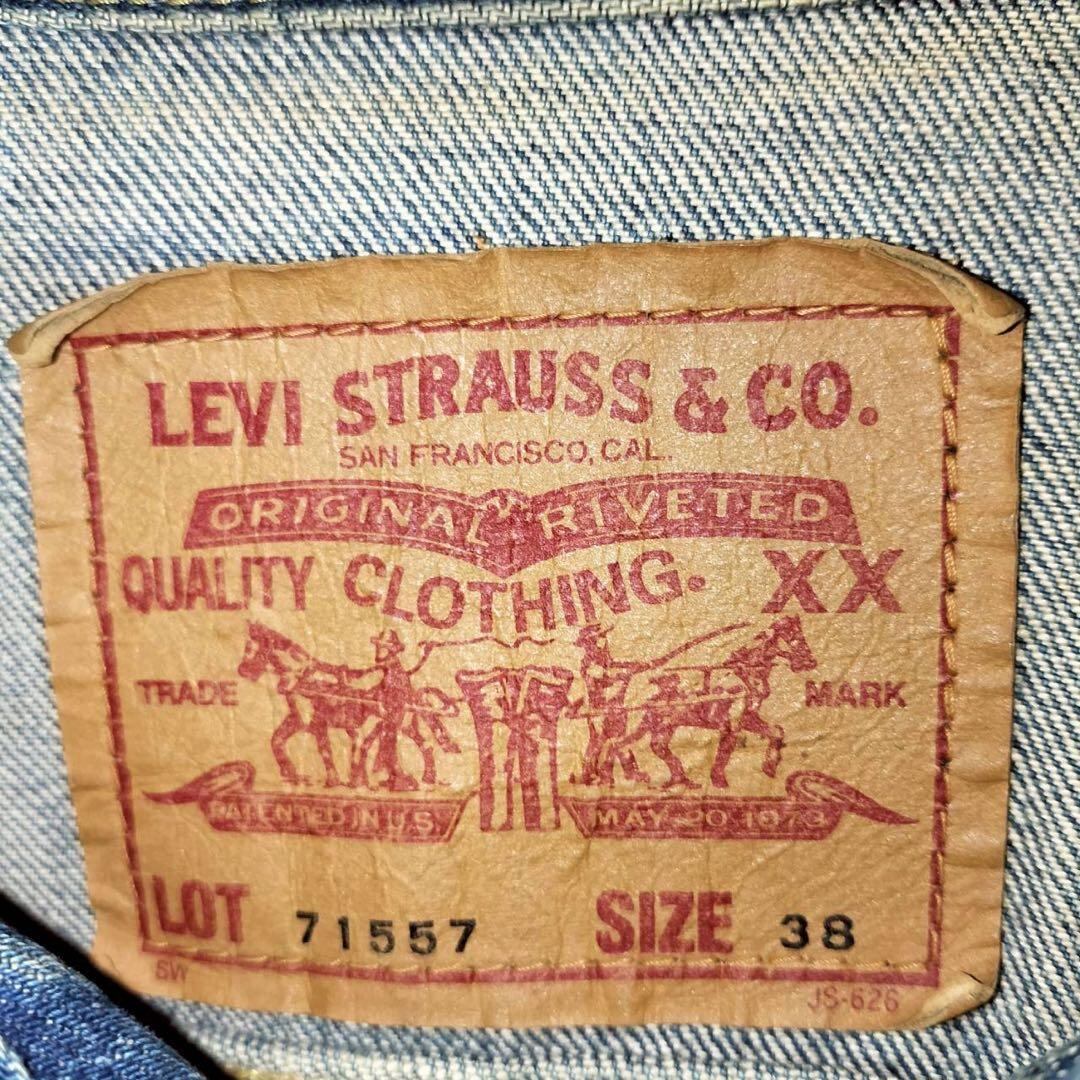 LEVI STRAUSS & CO.
SAN FRANCISCO, CAL.
ORIGINAL RIVETED
QUALITY CLOTHING. XX
TRADE MARK
PATENTED IN U.S. MAY 20 1873
LOT 71557 SIZE 38
SW JS-626